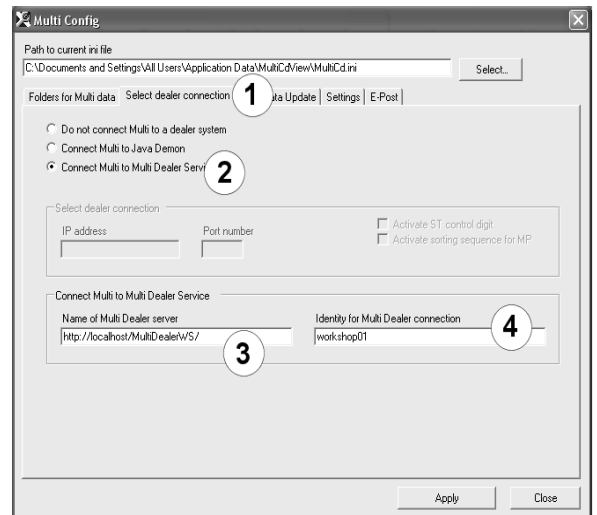 Multi Config
Path to current ini file
C:\Documents and Settings\All Users\Application Data\MultiCdView\MultiCd.ini
Select...
Folders for Multi data Select dealer connection 1 Update Settings E-Post
Do not connect Multi to a dealer system
Connect Multi to Java Demon
Connect Multi to Multi Dealer 2
Select dealer connection
IP address Port number Activate ST control digit
Activate sorting sequence for MP
Connect Multi to Multi Dealer Service
Name of Multi Dealer server Identity for Multi Dealer connection
http://localhost/MultiDealerWS/ workshop01 4
3
Apply Close